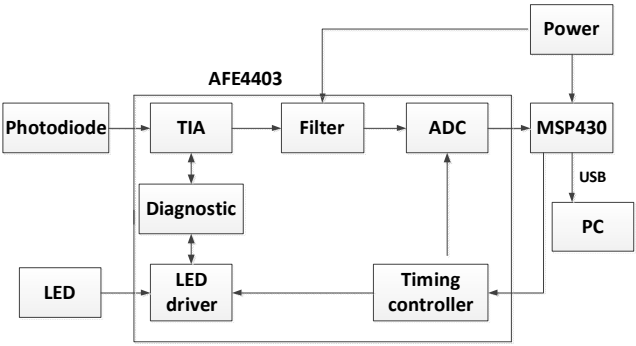 Power
AFE4403
Photodiode
TIA
Filter
ADC
MSP430
USB
Diagnostic
PC
LED
LED
driver
Timing
controller